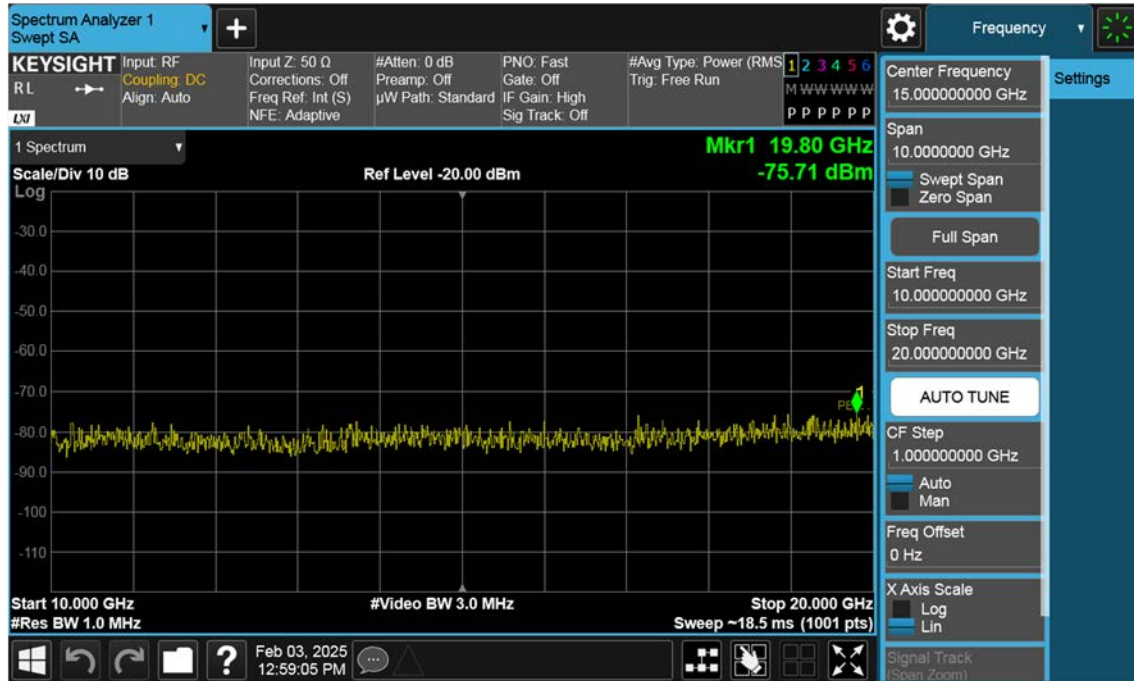 Spectrum Analyzer 1
Swept SA
+
Frequency
KEYSIGHT
R L
LXI
Input: RF
Coupling: DC
Align: Auto
Input Z: 50 Ω
Corrections: Off
Freq Ref: Int (S)
NFE: Adaptive
#Atten: 0 dB
Preamp: Off
µW Path: Standard
PNO: Fast
Gate: Off
IF Gain: High
Sig Track: Off
#Avg Type: Power (RMS
Trig: Free Run
1 2 3 4 5 6
M W W W W W
P P P P P P
1 Spectrum
Scale/Div 10 dB
Log
Ref Level -20.00 dBm
Mkr1 19.80 GHz
-75.71 dBm
-30.0
-40.0
-50.0
-60.0
-70.0
-80.0
-90.0
-100
-110
1
Start 10.000 GHz
#Res BW 1.0 MHz
#Video BW 3.0 MHz
Stop 20.000 GHz
Sweep ~18.5 ms (1001 pts)
?
Feb 03, 2025
12:59:05 PM
Center Frequency
15.000000000 GHz
Span
10.0000000 GHz
Swept Span
Zero Span
Full Span
Start Freq
10.000000000 GHz
Stop Freq
20.000000000 GHz
AUTO TUNE
CF Step
1.000000000 GHz
Auto
Man
Freq Offset
0 Hz
X Axis Scale
Log
Lin
Signal Track
(Span Zoom)
Settings